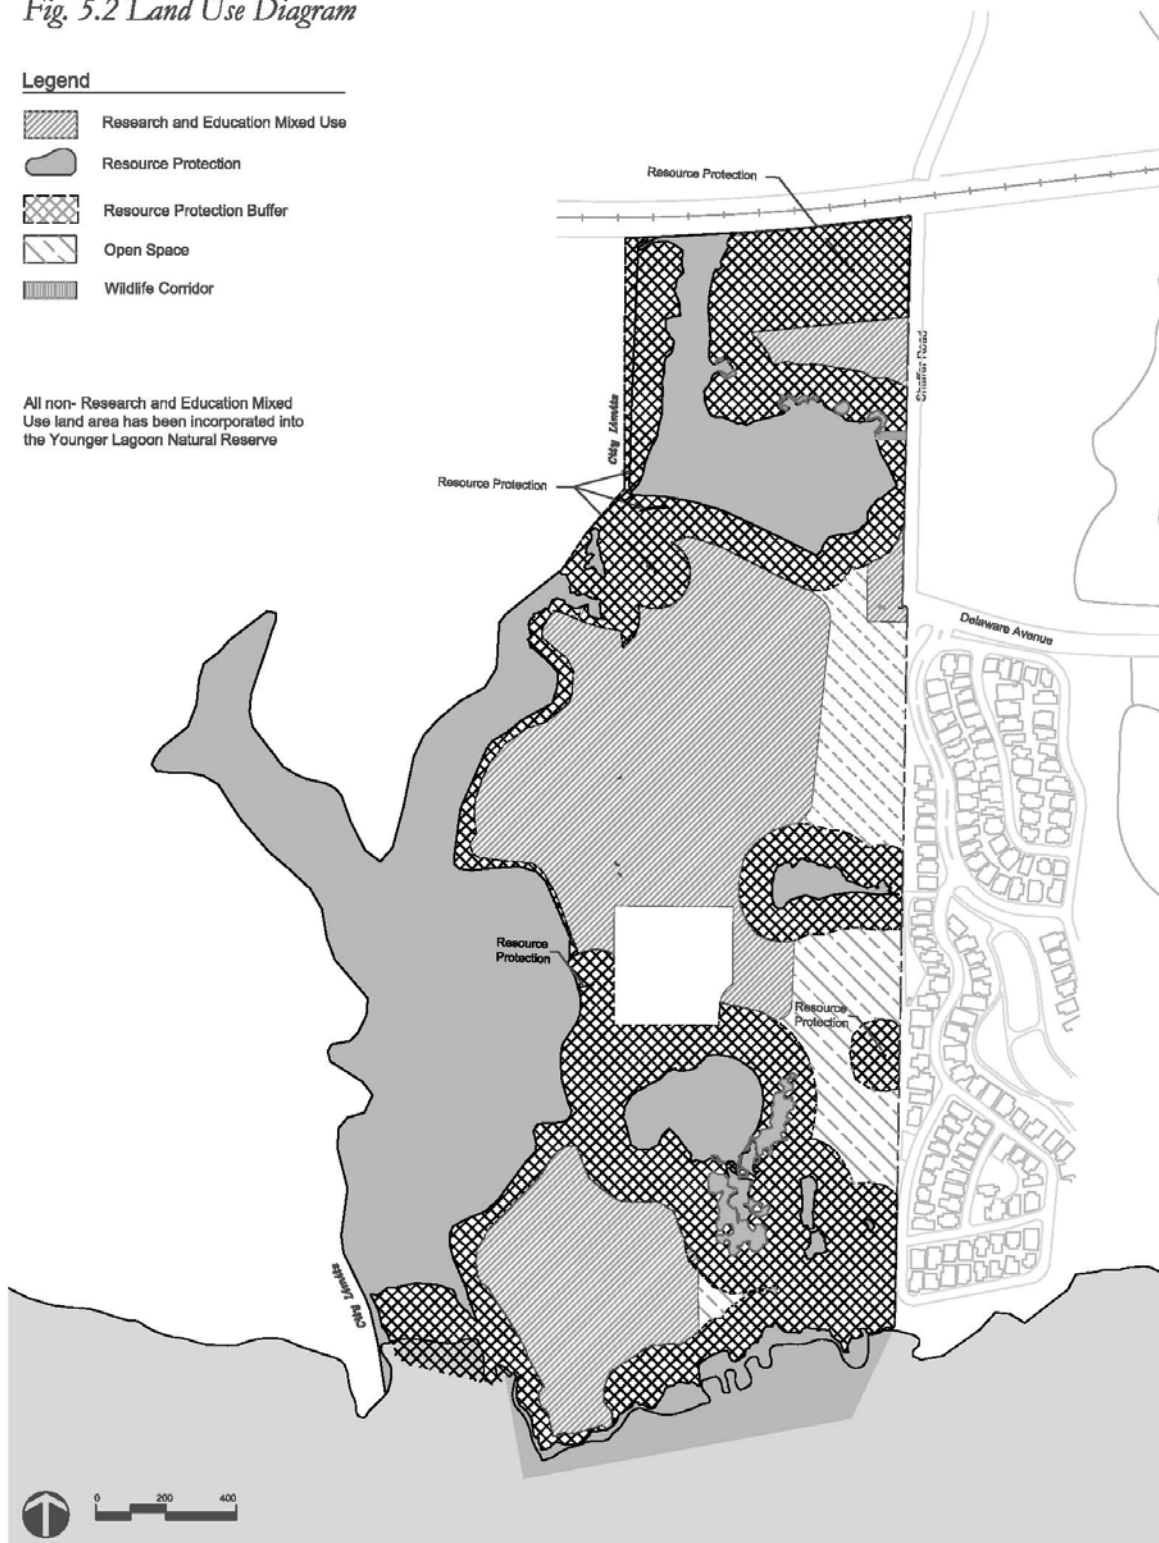 Fig. 5.2 Land Use Diagram
Legend
Research and Education Mixed Use
Resource Protection
Resource Protection Buffer
Open Space
Wildlife Corridor
All non- Research and Education Mixed
Use land area has been incorporated into
the Younger Lagoon Natural Reserve
Resource Protection
Shaffer Road
City Limits
Resource Protection
Delaware Avenue
Resource
Protection
Resource
Protection
City Limits
0 200 400